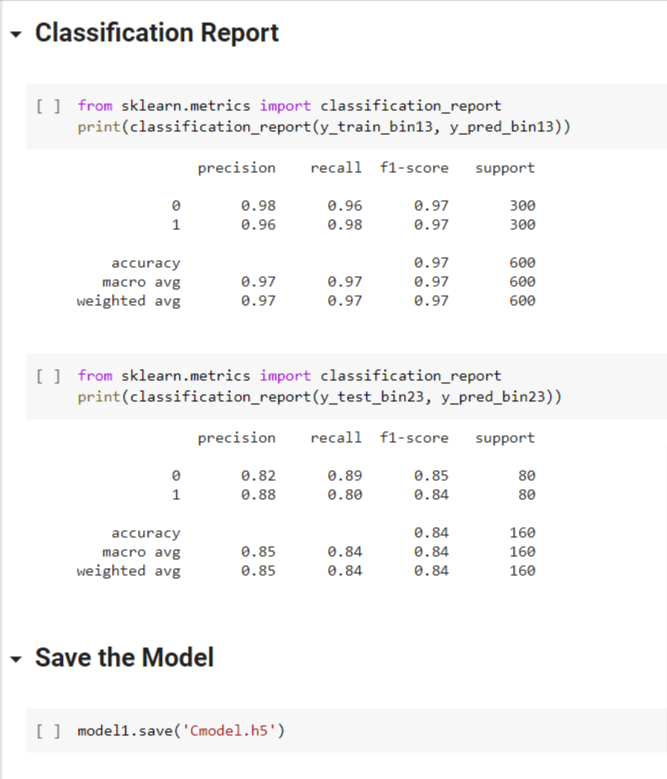 Classification Report
[ ] from sklearn.metrics import classification_report
print(classification_report(y_train_bin13, y_pred_bin13))
precision recall f1-score support
0 0.98 0.96 0.97 300
1 0.96 0.98 0.97 300
accuracy 0.97 600
macro avg 0.97 0.97 0.97 600
weighted avg 0.97 0.97 0.97 600
[ ] from sklearn.metrics import classification_report
print(classification_report(y_test_bin23, y_pred_bin23))
precision recall f1-score support
0 0.82 0.89 0.85 80
1 0.88 0.80 0.84 80
accuracy 0.84 160
macro avg 0.85 0.84 0.84 160
weighted avg 0.85 0.84 0.84 160
Save the Model
[ ] model1.save('Cmodel.h5')